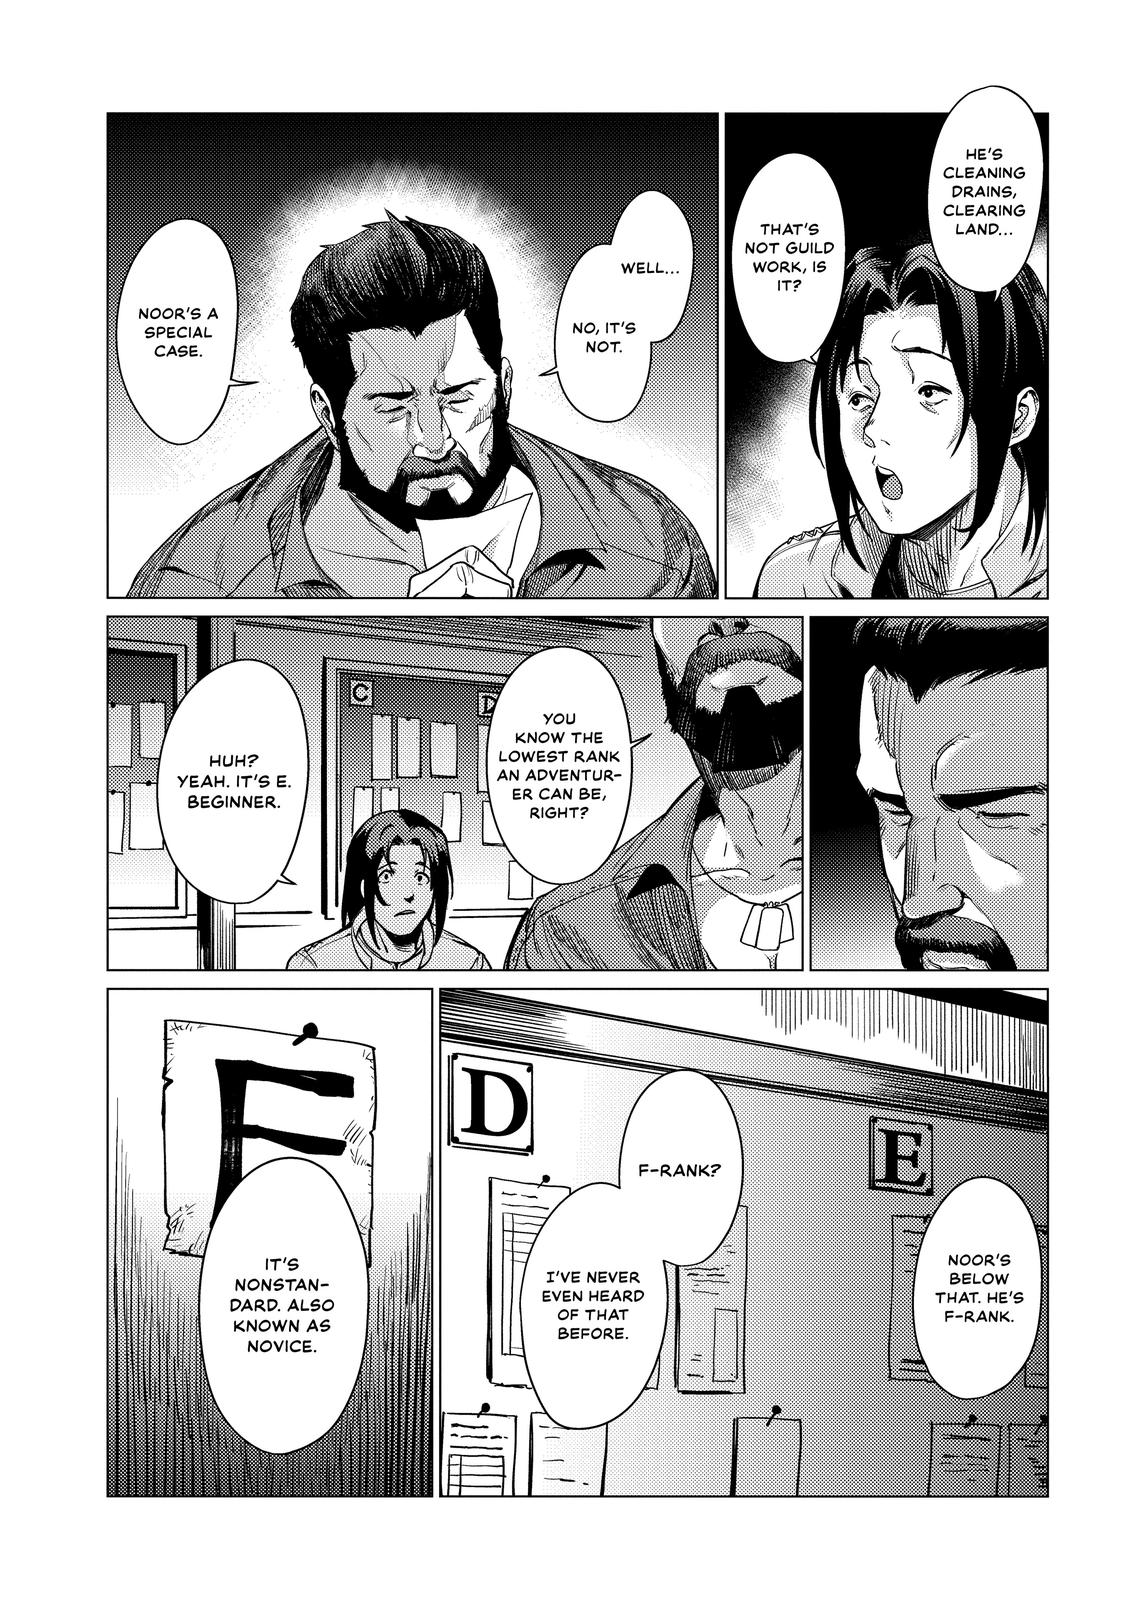 HE'S
CLEANING
DRAINS,
CLEARING
LAND...
THAT'S
NOT GUILD
WORK, IS
IT?
WELL...
NO, IT'S
NOT.
NOOR'S A
SPECIAL
CASE.
YOU
KNOW THE
LOWEST RANK
AN ADVENTUR-
ER CAN BE,
RIGHT?
C
D
HUH?
YEAH. IT'S E.
BEGINNER.
D
E
NOOR'S
BELOW
THAT. HE'S
F-RANK.
F-RANK?
I'VE NEVER
EVEN HEARD
OF THAT
BEFORE.
F
IT'S
NONSTAN-
DARD. ALSO
KNOWN AS
NOVICE.